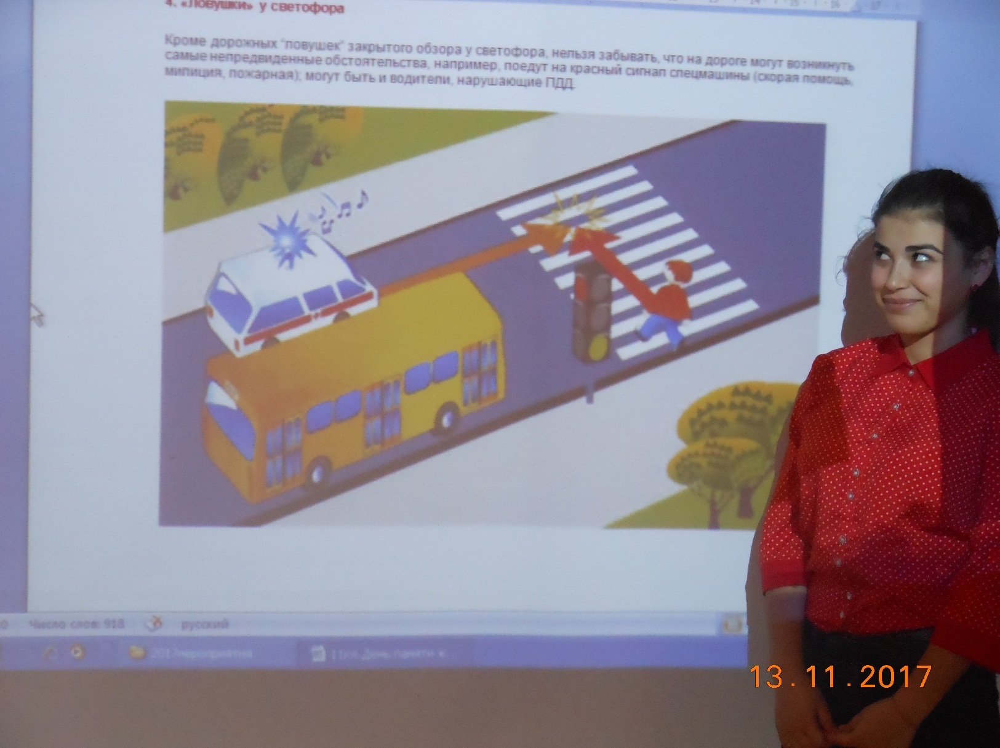 4. «Ловушки» у светофора
Кроме дорожных "ловушек" закрытого обзора у светофора, нельзя забывать, что на дороге могут возникнуть
самые непредвиденные обстоятельства, например, поедут на красный сигнал спецмашины (скорая помощь,
милиция, пожарная); могут быть и водители, нарушающие ПДД.
Число слов: 918 русский
2017мероприятия 11кл.День памяти
13.11.2017